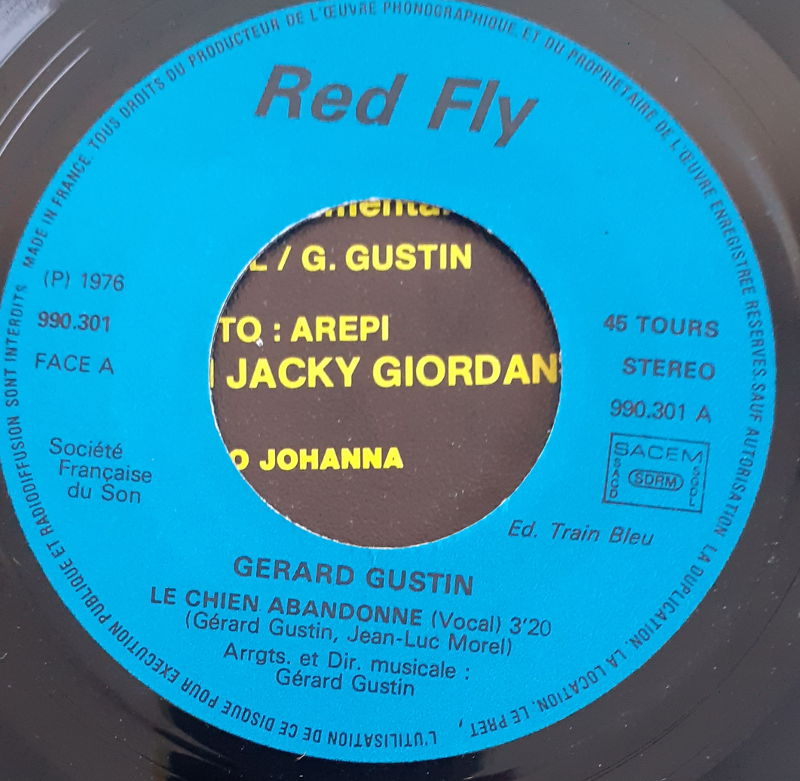 MADE IN FRANCE. TOUS DROITS DU PRODUCTEUR DE L'ŒUVRE PHONOGRAPHIQUE ET DU PROPRIETAIRE DE L'ŒUVRE ENREGISTREE RESERVES SAUF AUTORISATION. LA DUPLICATION, LA LOCATION, LE PRET, L'UTILISATION DE CE DISQUE POUR EXECUTION PUBLIQUE ET RADIODIFFUSION SONT INTERDITS
Red Fly
/ G. GUSTIN
(P) 1976
990.301
FACE A
TO : AREPI
JACKY GIORDAN
O JOHANNA
45 TOURS
STEREO
990.301 A
SACEM
SACD SDRM SGDL
Société
Française
du Son
Ed. Train Bleu
GERARD GUSTIN
LE CHIEN ABANDONNE (Vocal) 3'20
(Gérard Gustin, Jean-Luc Morel)
Arrgts. et Dir. musicale :
Gérard Gustin